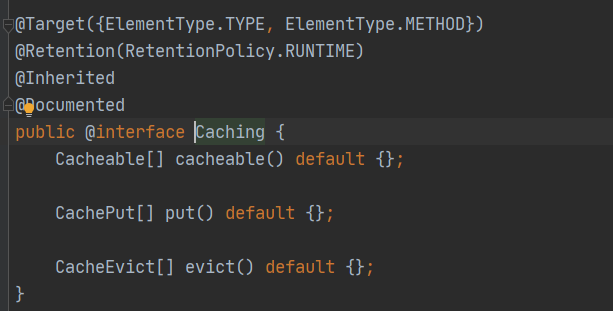 @Target({ElementType.TYPE, ElementType.METHOD})
@Retention(RetentionPolicy.RUNTIME)
@Inherited
@Documented
public @interface Caching {
    Cacheable[] cacheable() default {};

    CachePut[] put() default {};

    CacheEvict[] evict() default {};
}